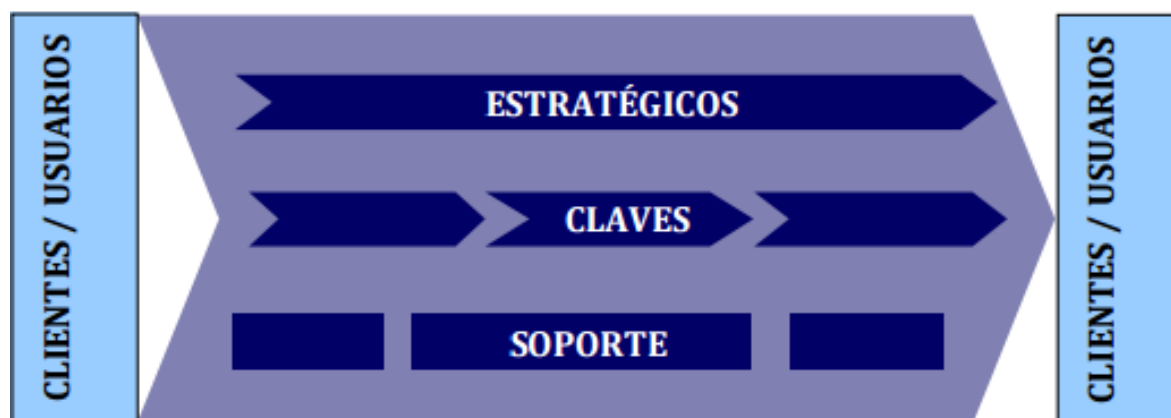 CLIENTES / USUARIOS
ESTRATÉGICOS
CLAVES
SOPORTE
CLIENTES / USUARIOS